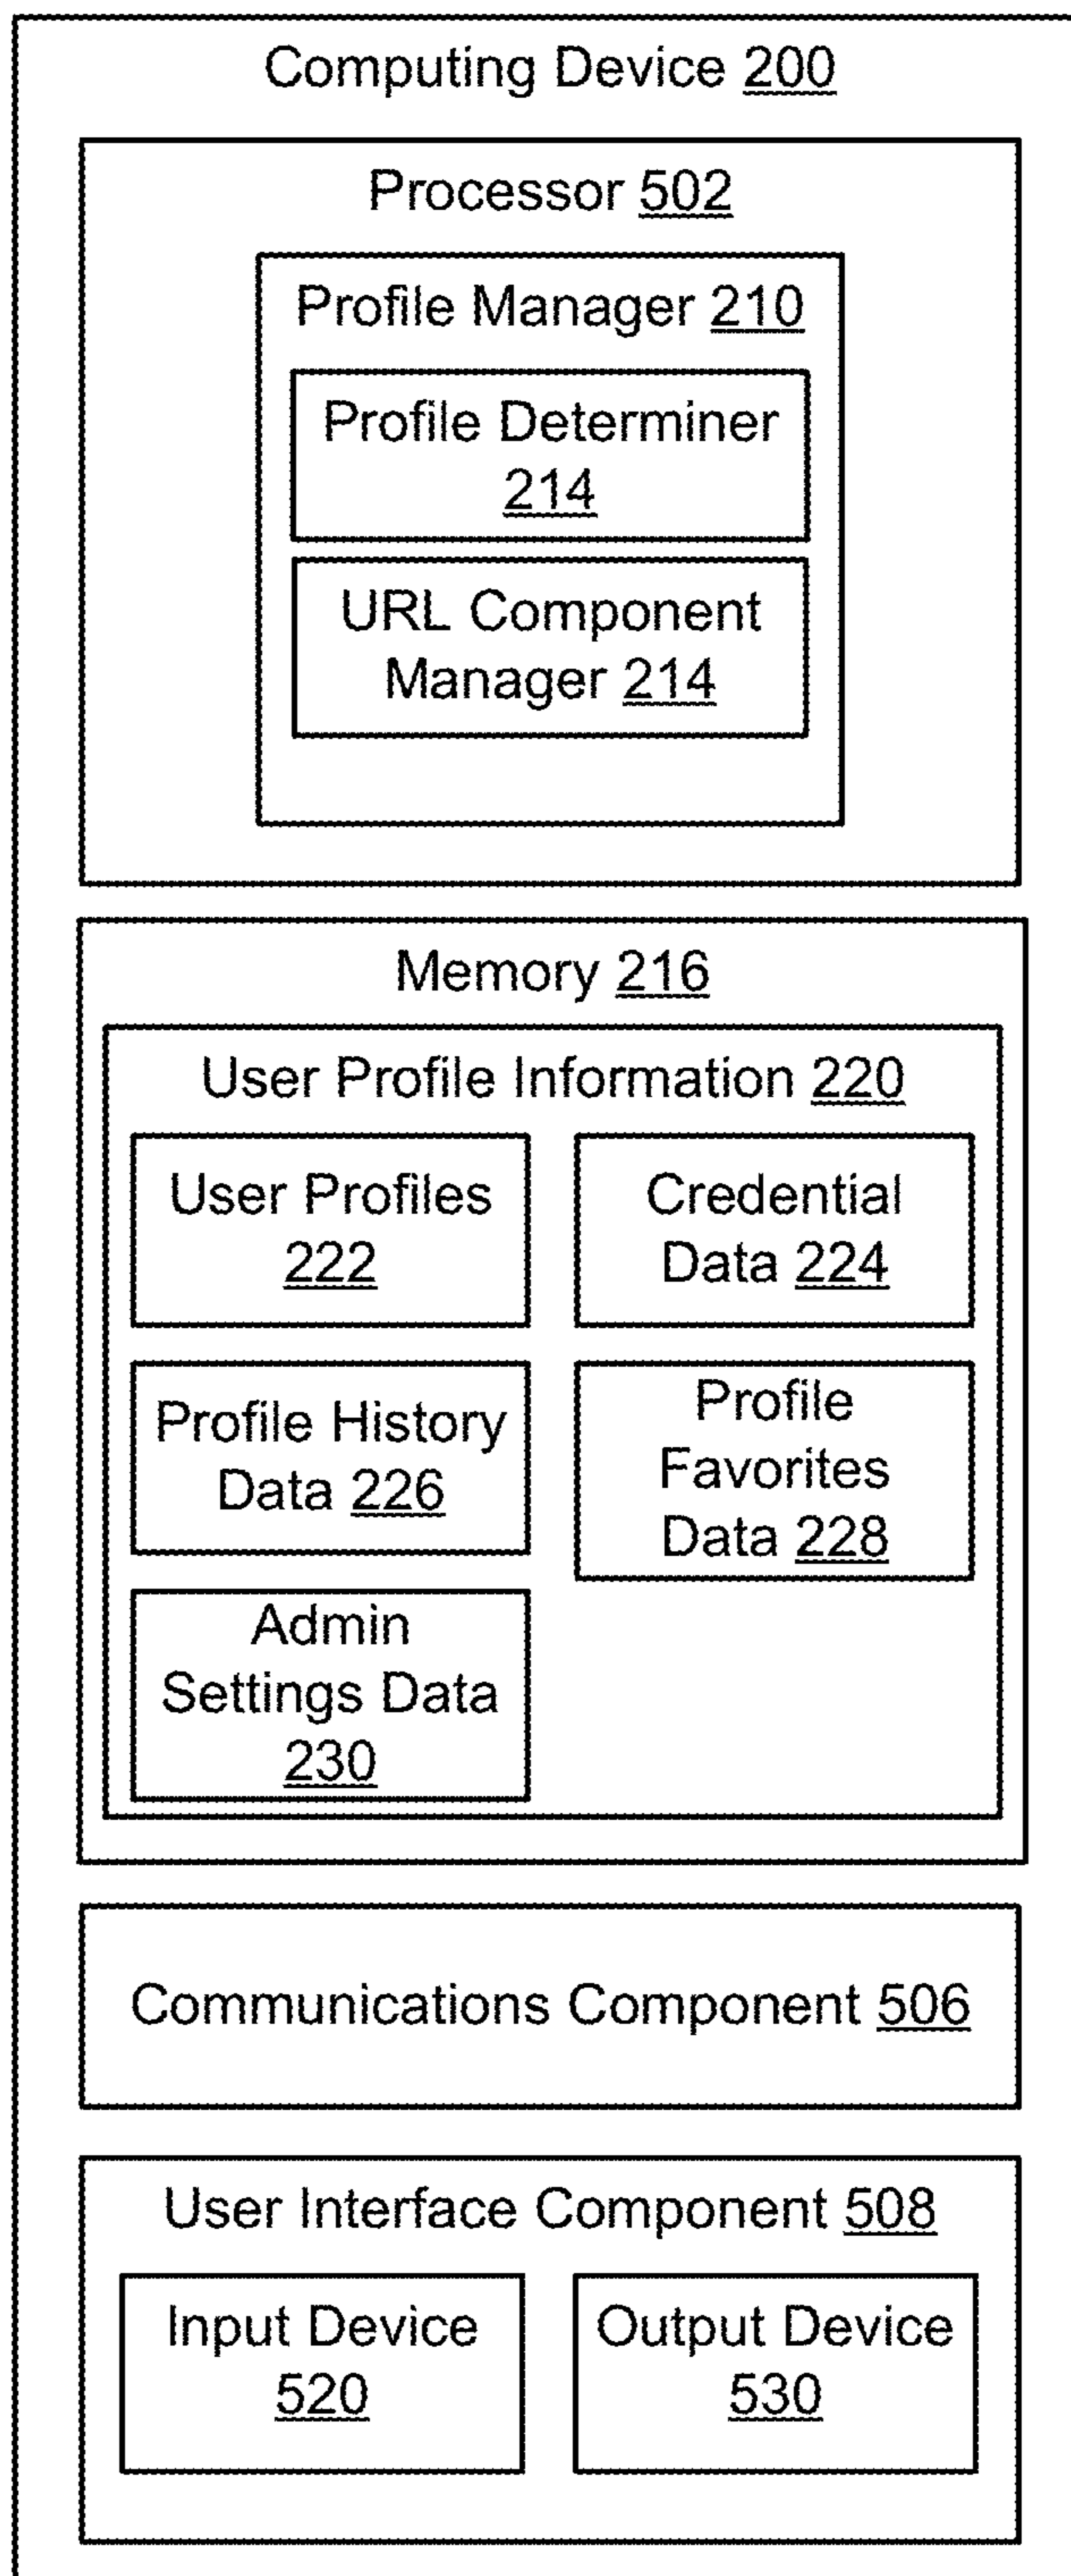 Computing Device 200
Processor 502
Profile Manager 210
Profile Determiner
214
URL Component
Manager 214
Memory 216
User Profile Information 220
User Profiles
222
Credential
Data 224
Profile History
Data 226
Profile
Favorites
Data 228
Admin
Settings Data
230
Communications Component 506
User Interface Component 508
Input Device
520
Output Device
530